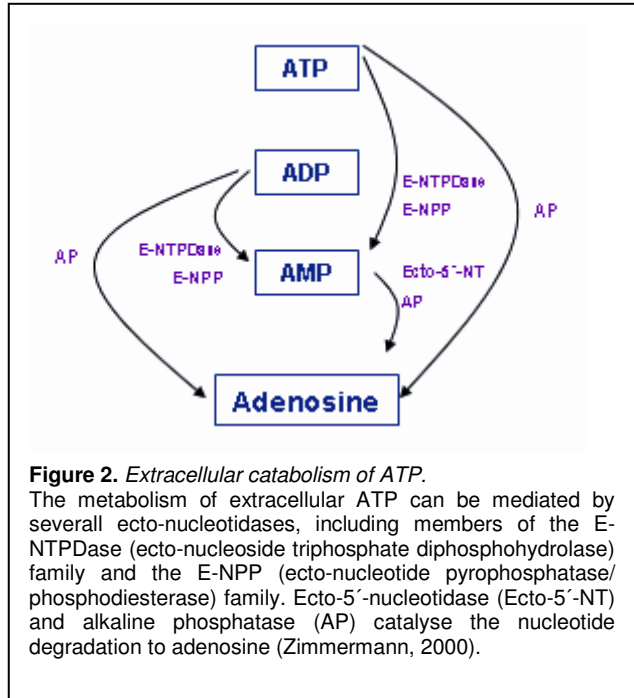 ATP
ADP
E-NTPDase
E-NPP
AP
AP
E-NTPDase
E-NPP
AMP
Ecto-5´-NT
AP
Adenosine
Figure 2. Extracellular catabolism of ATP.
The metabolism of extracellular ATP can be mediated by
severall ecto-nucleotidases, including members of the E-
NTPDase (ecto-nucleoside triphosphate diphosphohydrolase)
family and the E-NPP (ecto-nucleotide pyrophosphatase/
phosphodiesterase) family. Ecto-5´-nucleotidase (Ecto-5´-NT)
and alkaline phosphatase (AP) catalyse the nucleotide
degradation to adenosine (Zimmermann, 2000).